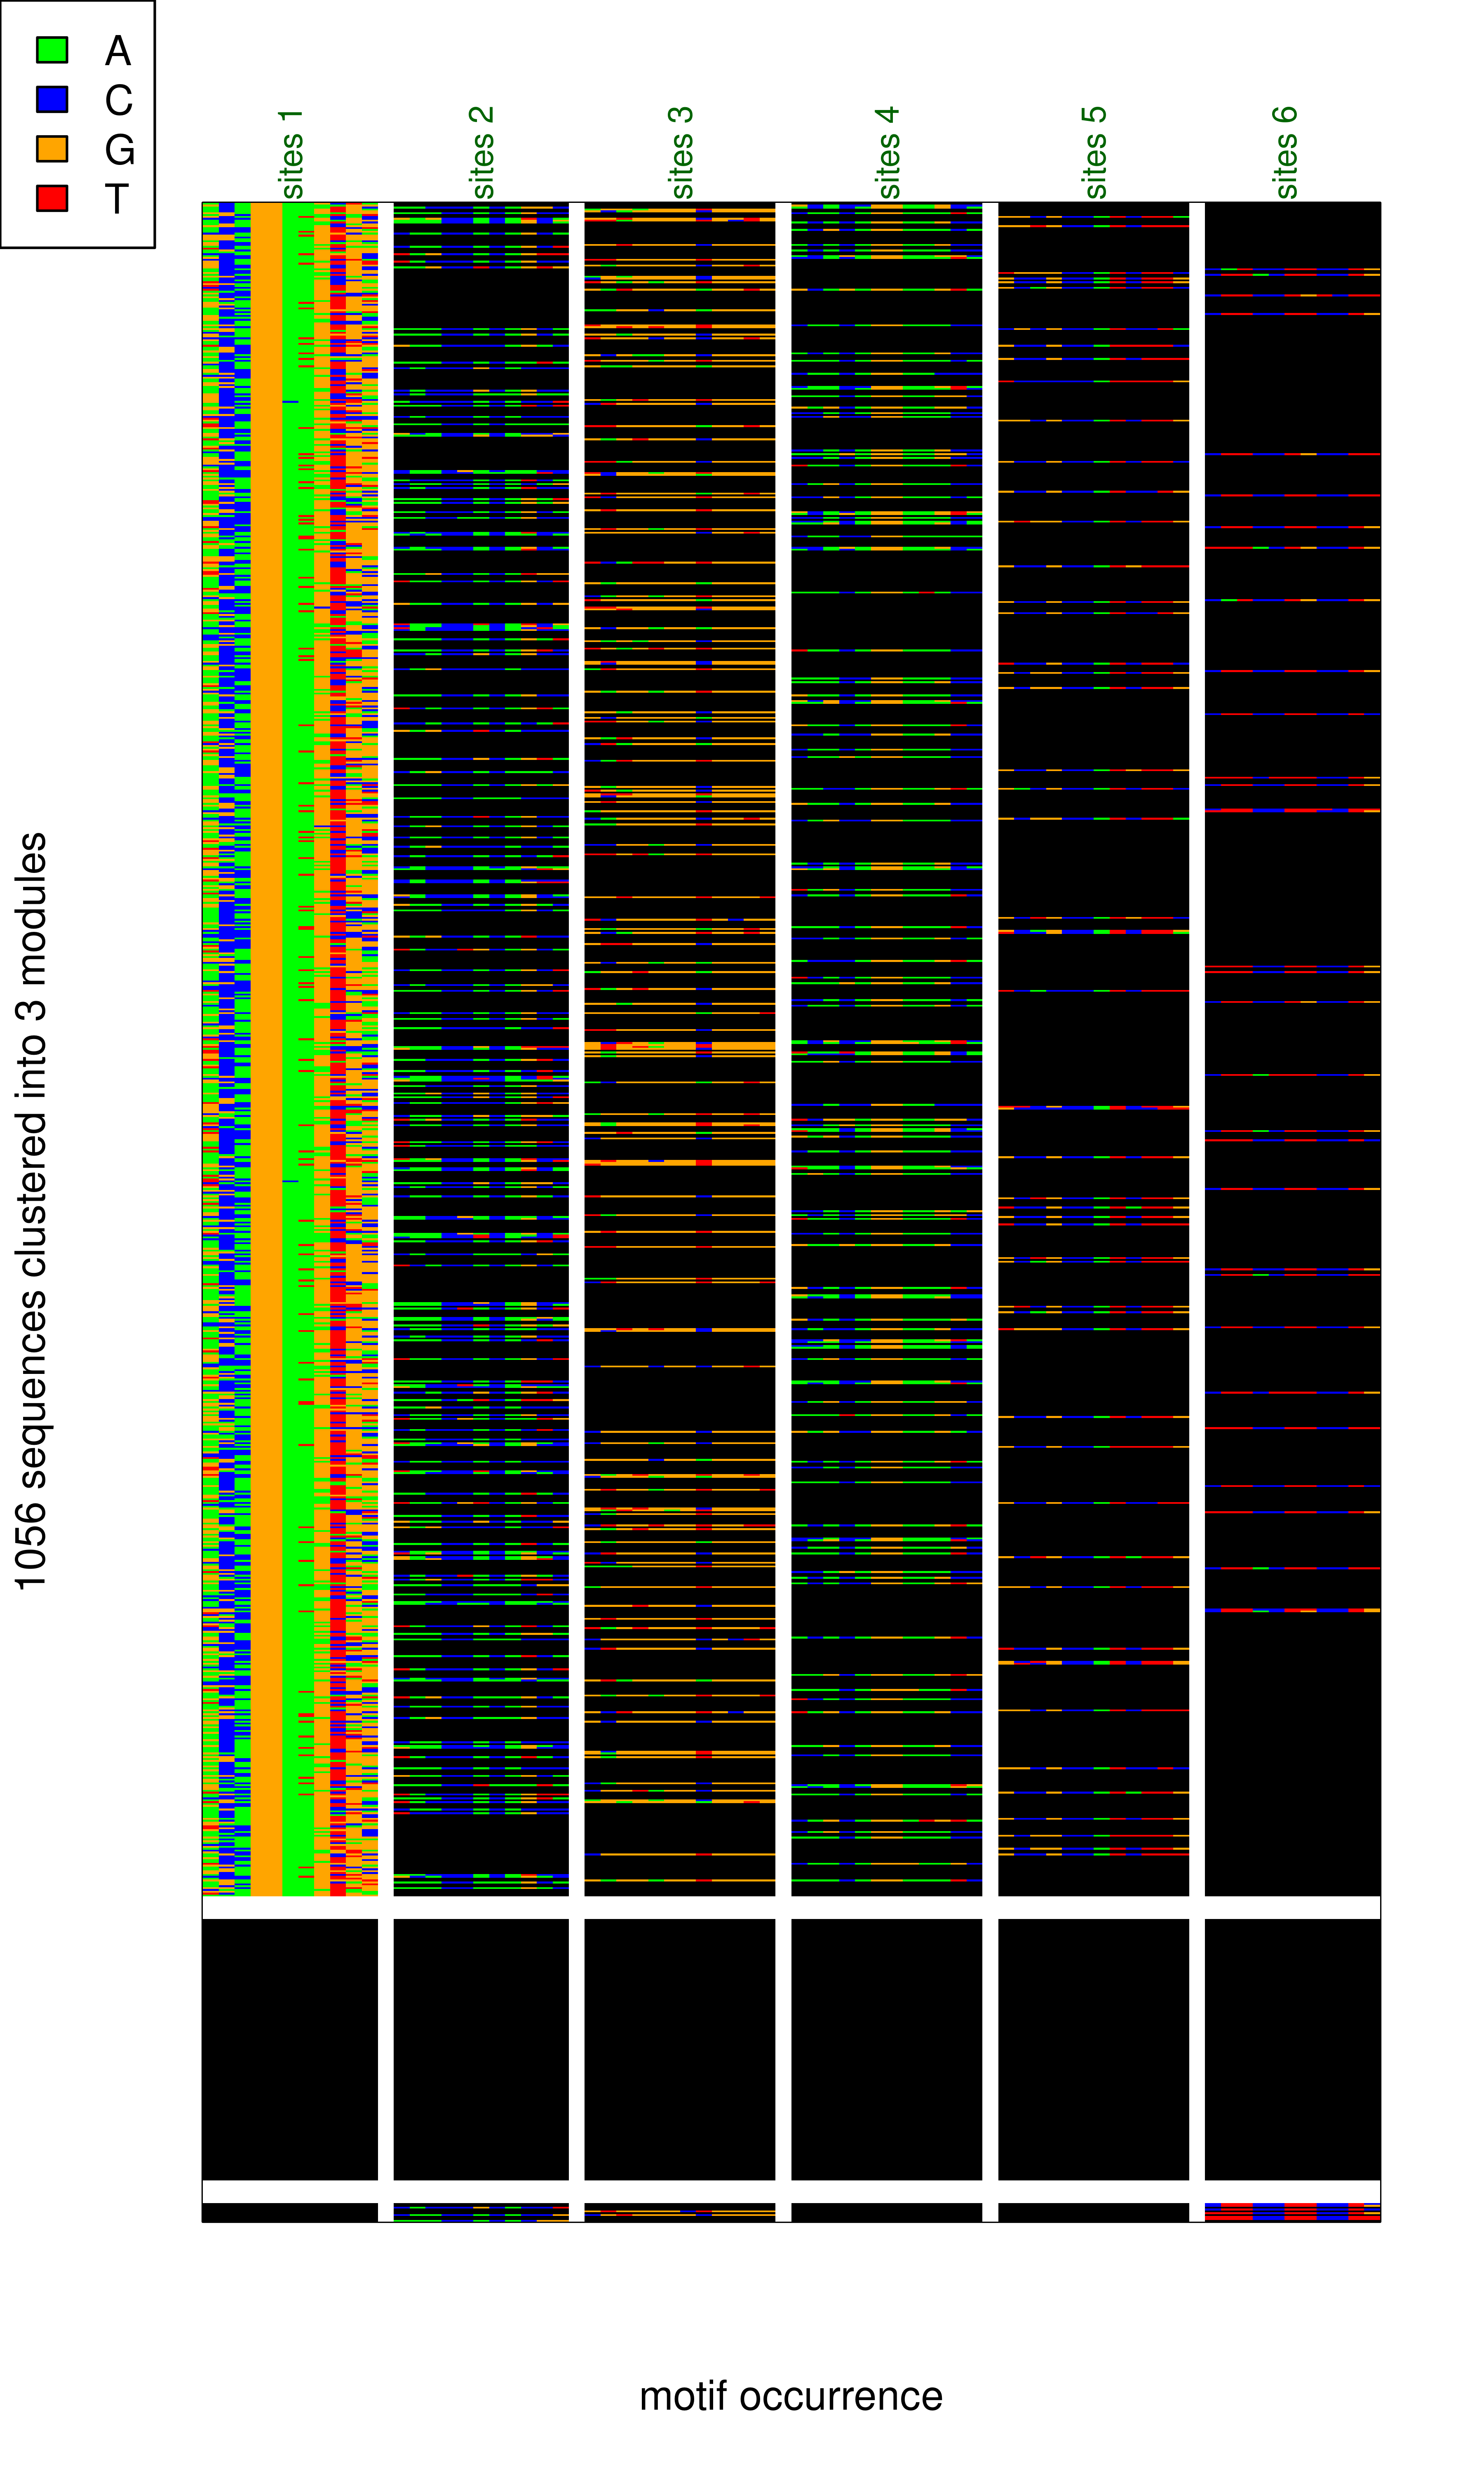 A
C
G
T
sites 1
sites 2
sites 3
sites 4
sites 5
sites 6
1056 sequences clustered into 3 modules
motif occurrence